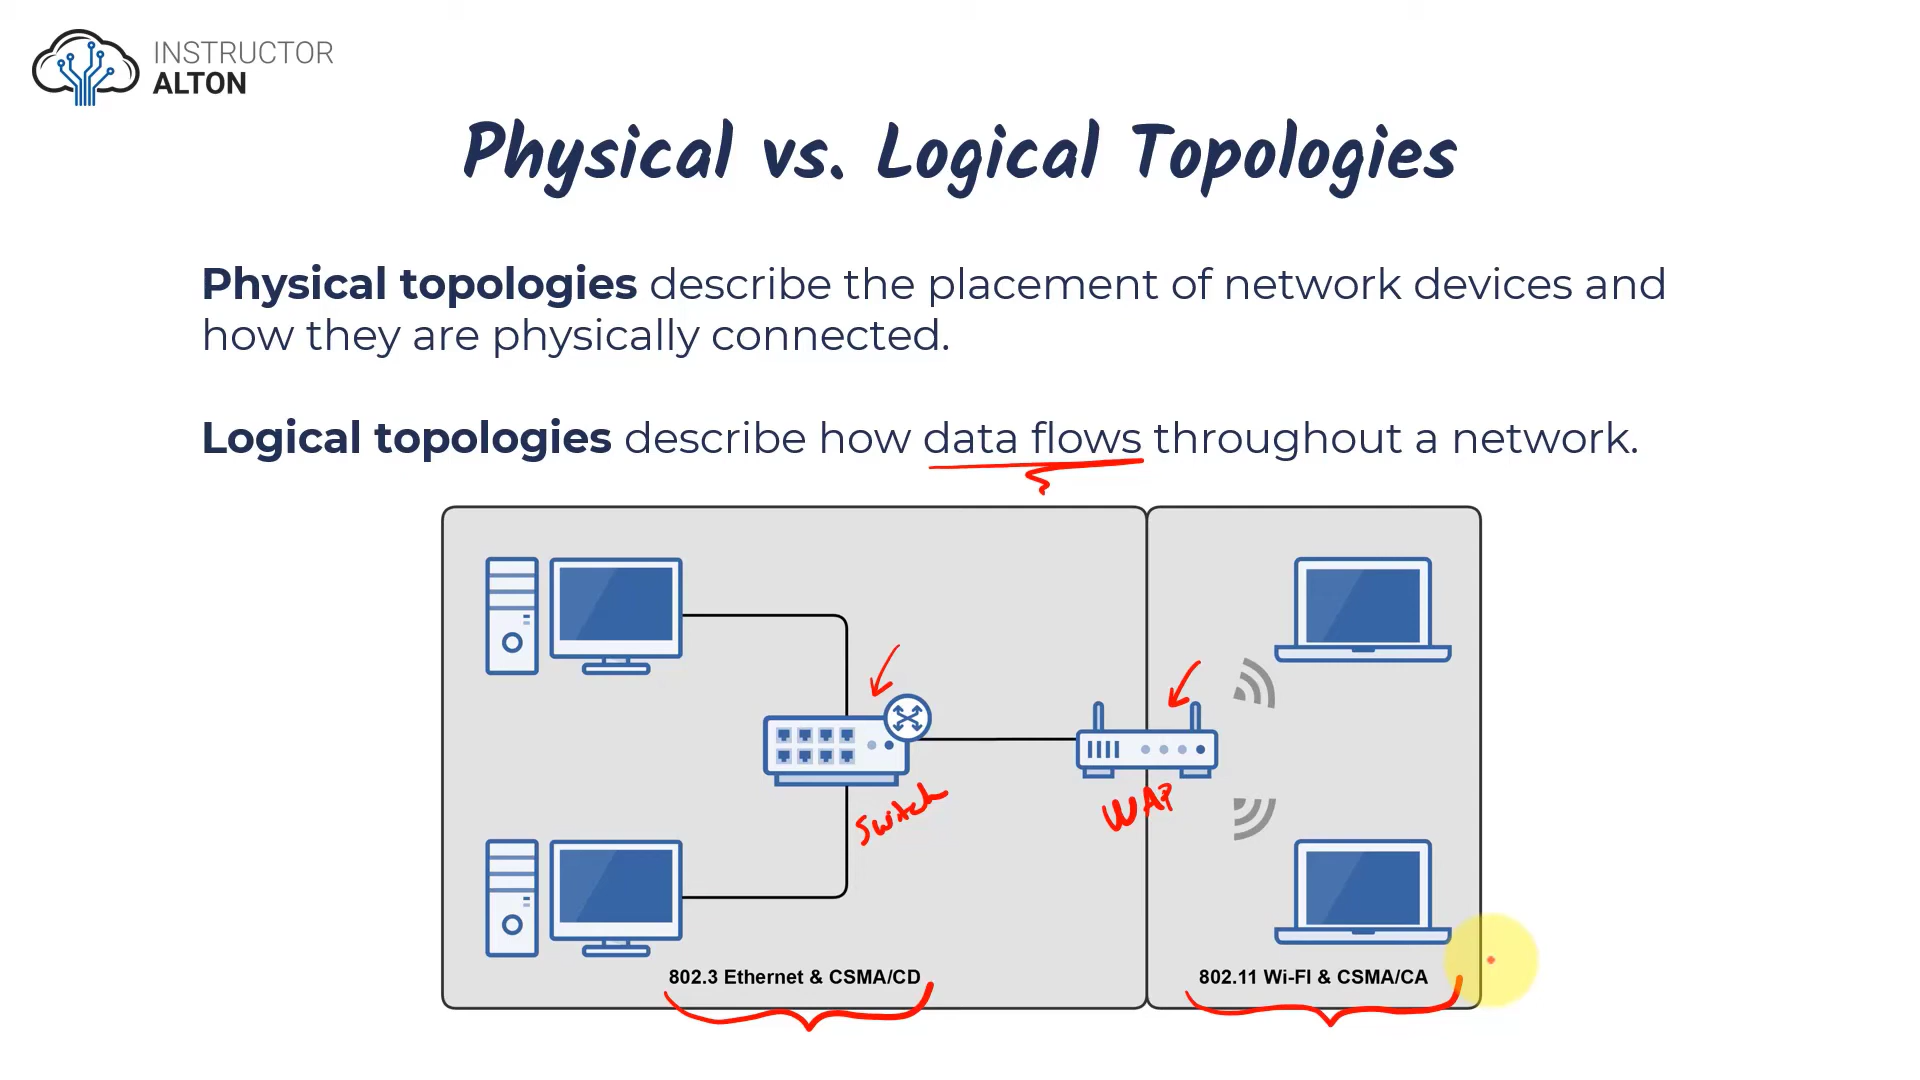 INSTRUCTOR
ALTON
Physical vs. Logical Topologies
Physical topologies describe the placement of network devices and
how they are physically connected.
Logical topologies describe how data flows throughout a network.
Switch
WAP
802.3 Ethernet & CSMA/CD
802.11 Wi-FI & CSMA/CA